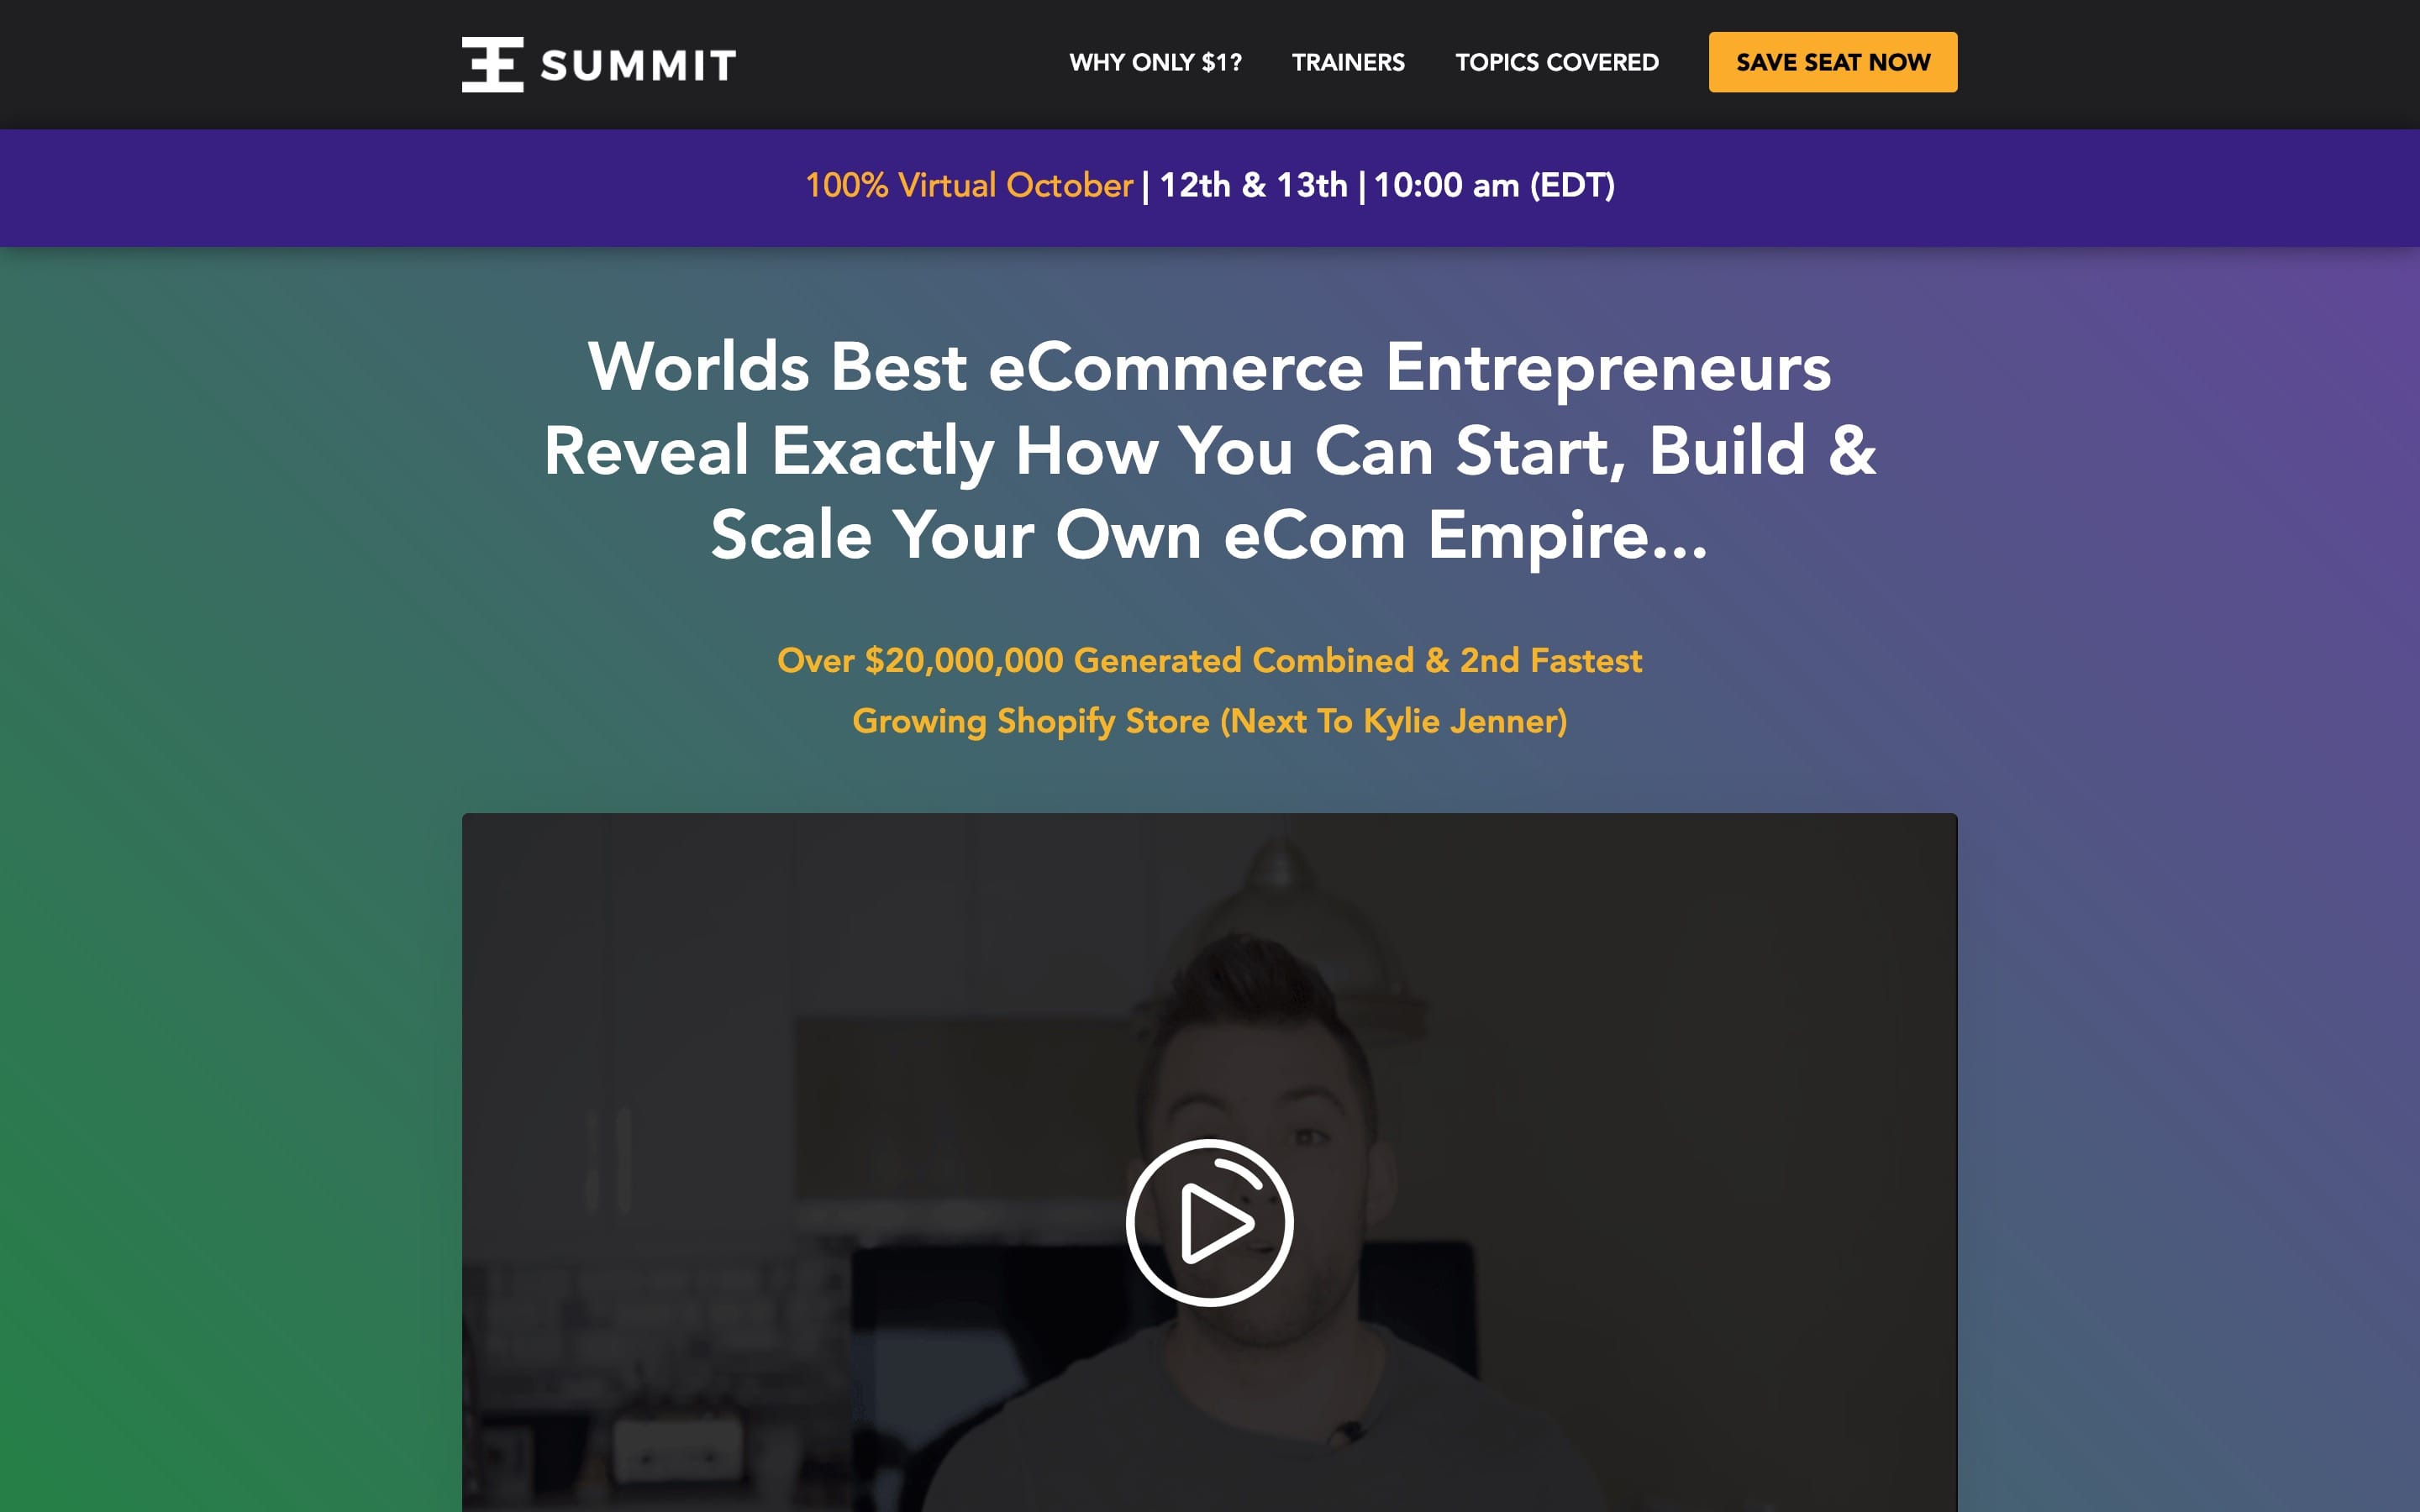 SUMMIT
WHY ONLY $1?
TRAINERS
TOPICS COVERED
SAVE SEAT NOW
100% Virtual October | 12th & 13th | 10:00 am (EDT)
Worlds Best eCommerce Entrepreneurs
Reveal Exactly How You Can Start, Build &
Scale Your Own eCom Empire...
Over $20,000,000 Generated Combined & 2nd Fastest
Growing Shopify Store (Next To Kylie Jenner)